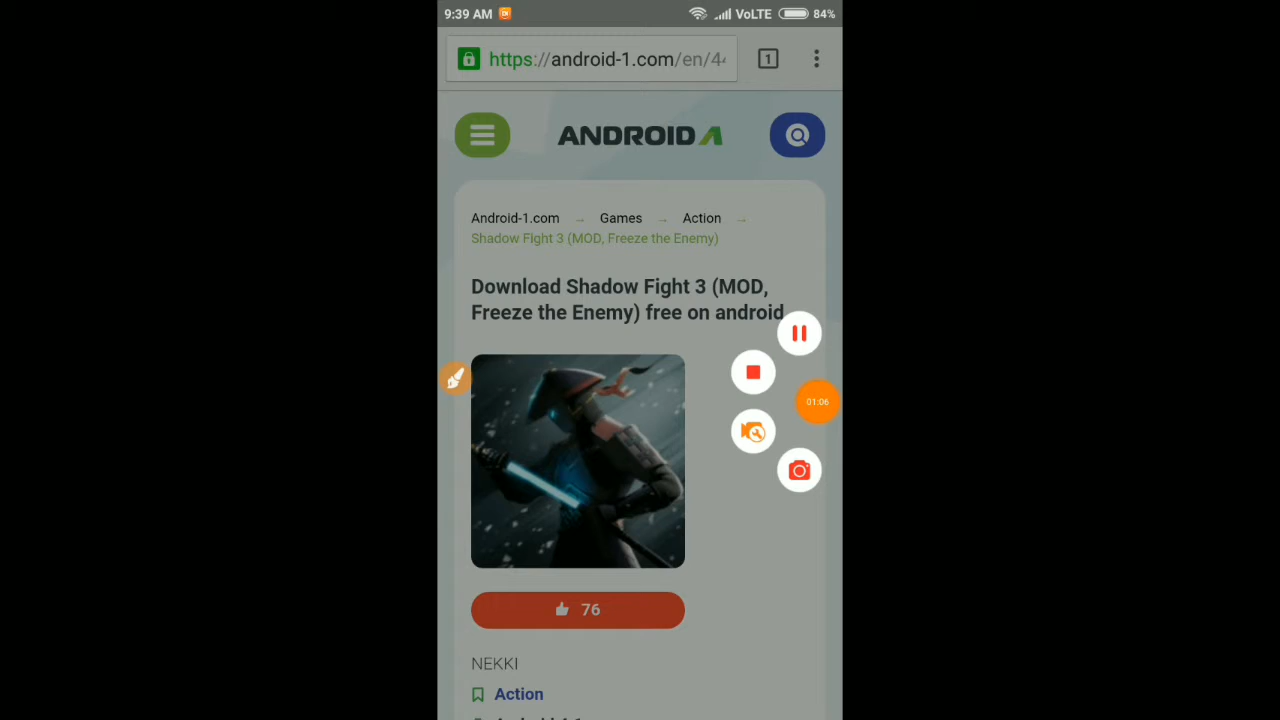 9:39 AM
VoLTE
84%
https://android-1.com/en/44
1
ANDROID
Android-1.com → Games → Action →
Shadow Fight 3 (MOD, Freeze the Enemy)
Download Shadow Fight 3 (MOD,
Freeze the Enemy) free on android
01:06
76
NEKKI
Action